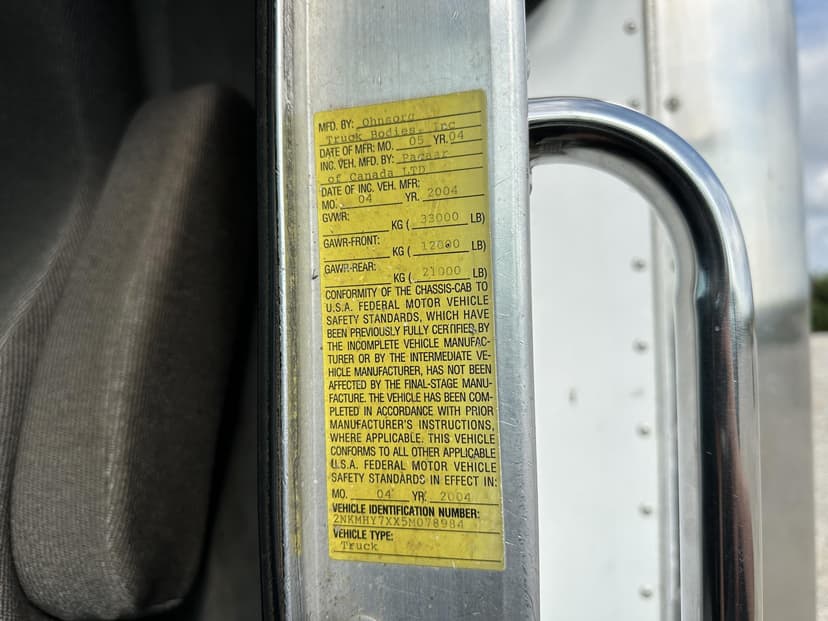 MFD. BY: Ohnsorg
Truck Bodies, Inc
DATE OF MFR: MO. 05 YR. 04
INC. VEH. MFD. BY: Pacaar
of Canada LTD
DATE OF INC. VEH. MFR:
MO. 04 YR. 2004
GVWR:
KG ( 33000 LB)
GAWR-FRONT:
KG ( 12000 LB)
GAWR-REAR:
KG ( 21000 LB)
CONFORMITY OF THE CHASSIS-CAB TO
U.S.A. FEDERAL MOTOR VEHICLE
SAFETY STANDARDS, WHICH HAVE
BEEN PREVIOUSLY FULLY CERTIFIED BY
THE INCOMPLETE VEHICLE MANUFAC-
TURER OR BY THE INTERMEDIATE VE-
HICLE MANUFACTURER, HAS NOT BEEN
AFFECTED BY THE FINAL-STAGE MANU-
FACTURE. THE VEHICLE HAS BEEN COM-
PLETED IN ACCORDANCE WITH PRIOR
MANUFACTURER'S INSTRUCTIONS,
WHERE APPLICABLE. THIS VEHICLE
CONFORMS TO ALL OTHER APPLICABLE
U.S.A. FEDERAL MOTOR VEHICLE
SAFETY STANDARDS IN EFFECT IN:
MO. 04 YR. 2004
VEHICLE IDENTIFICATION NUMBER:
2NKMHY7XX5M078984
VEHICLE TYPE:
Truck